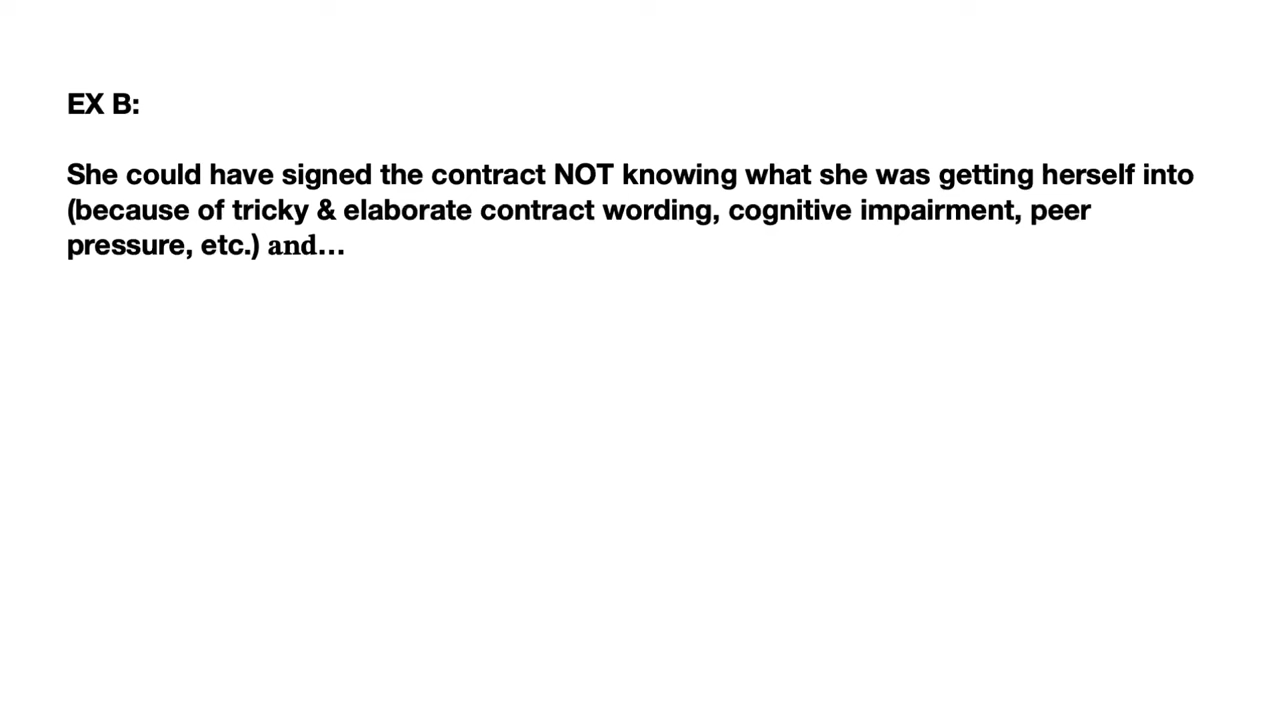 EX B:
She could have signed the contract NOT knowing what she was getting herself into
(because of tricky & elaborate contract wording, cognitive impairment, peer
pressure, etc.) and…